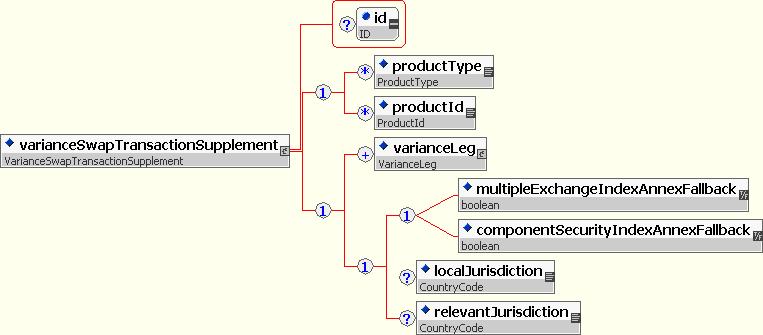 ? id
ID
1 * productType
ProductType
* productId
ProductId
varianceSwapTransactionSupplement
VarianceSwapTransactionSupplement
+ varianceLeg
VarianceLeg
1
1 multipleExchangeIndexAnnexFallback
boolean
componentSecurityIndexAnnexFallback
boolean
1
? localJurisdiction
CountryCode
? relevantJurisdiction
CountryCode